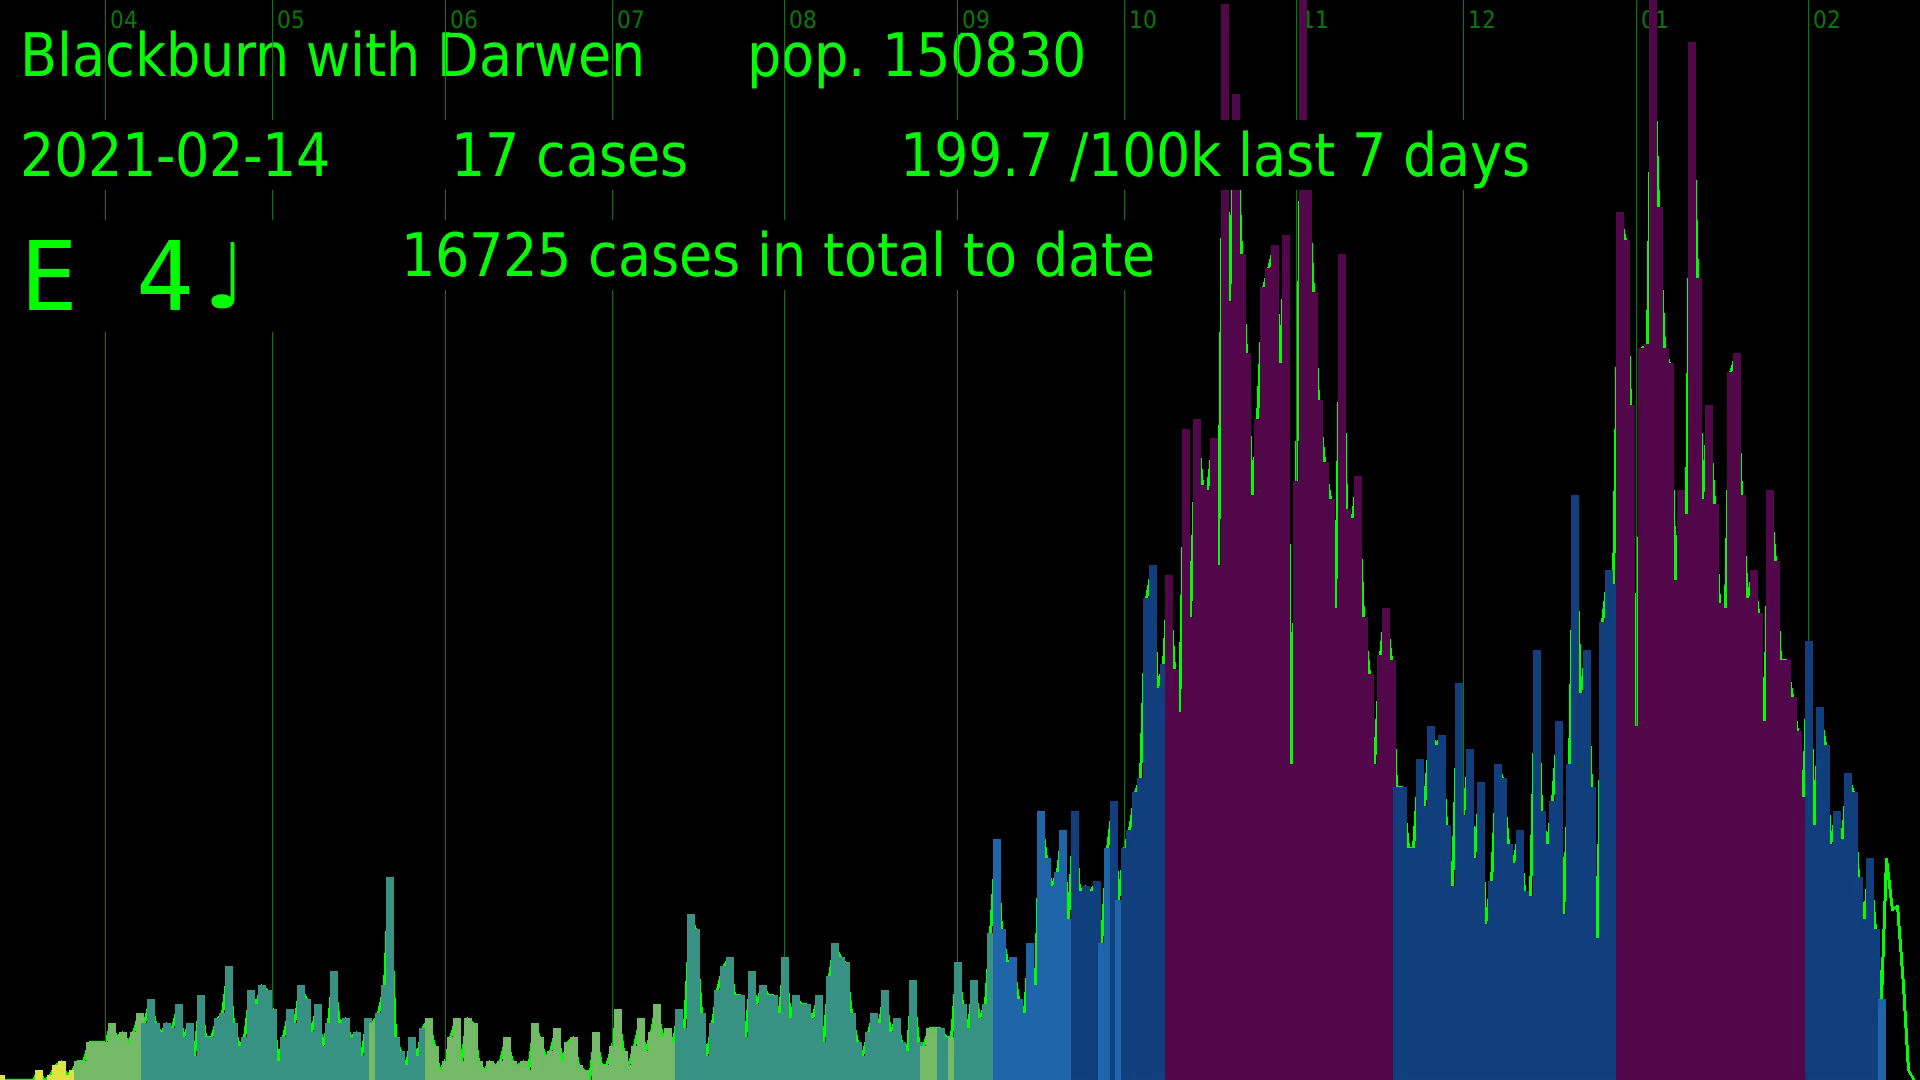 04 05 06 07 08 09 10 11 12 01 02
Blackburn with Darwen pop. 150830
2021-02-14 17 cases 199.7 /100k last 7 days
E 4♩ 16725 cases in total to date